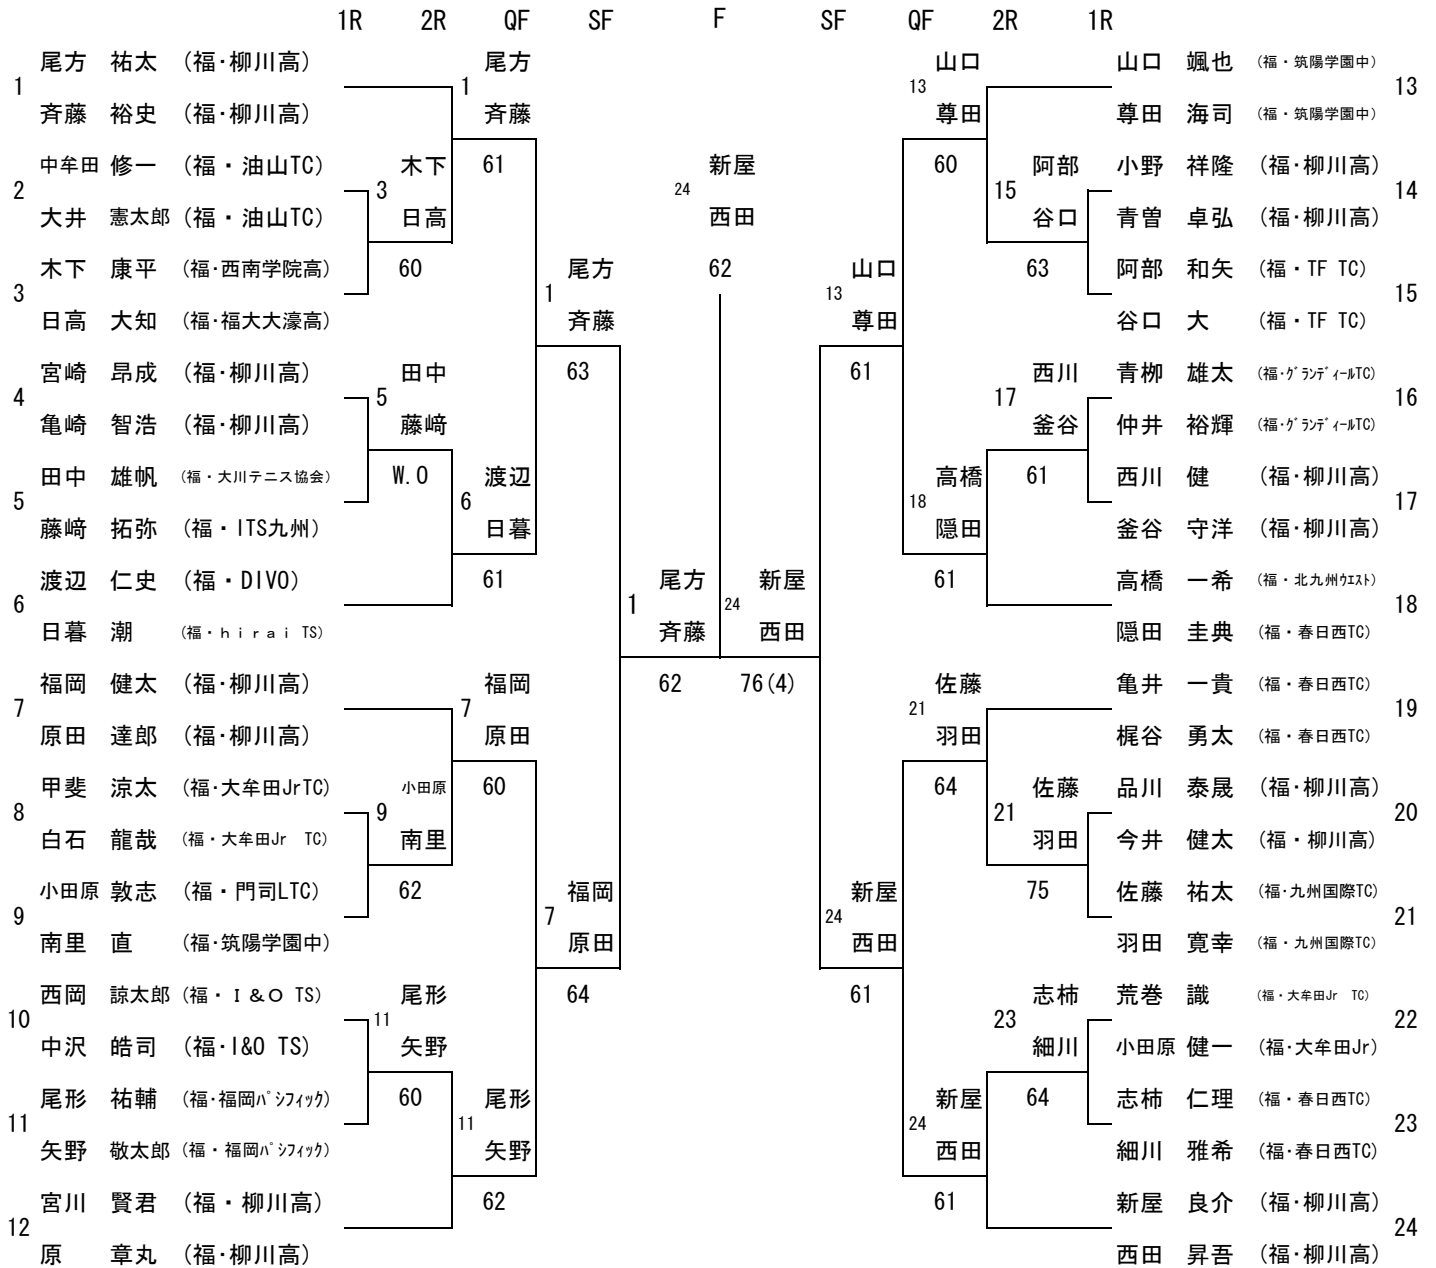 1R 2R QF SF F SF QF 2R 1R
尾方 祐太 (福・柳川高) 尾方 山口 山口 颯也 (福・筑陽学園中)
1 1 13 13
斉藤 裕史 (福・柳川高) 斉藤 尊田 尊田 海司 (福・筑陽学園中)
中牟田 修一 (福・油山TC) 木下 61 新屋 60 阿部 小野 祥隆 (福・柳川高)
2 3 24 15 14
大井 憲太郎 (福・油山TC) 日高 西田 谷口 青曽 卓弘 (福・柳川高)
木下 康平 (福・西南学院高) 60 尾方 62 山口 63 阿部 和矢 (福・TF TC)
3 1 13 15
日高 大知 (福・福大大濠高) 斉藤 尊田 谷口 大 (福・TF TC)
宮崎 昂成 (福・柳川高) 田中 63 61 西川 青栁 雄太 (福・グランディールTC)
4 5 17 16
亀崎 智浩 (福・柳川高) 藤﨑 釜谷 仲井 裕輝 (福・グランディールTC)
田中 雄帆 (福・大川テニス協会) W.O 渡辺 高橋 61 西川 健 (福・柳川高)
5 6 18 17
藤﨑 拓弥 (福・ITS九州) 日暮 隠田 釜谷 守洋 (福・柳川高)
渡辺 仁史 (福・DIVO) 61 尾方 新屋 61 高橋 一希 (福・北九州ウエスト)
6 1 24 18
日暮 潮 (福・ｈｉｒａｉ TS) 斉藤 西田 隠田 圭典 (福・春日西TC)
福岡 健太 (福・柳川高) 福岡 62 76(4) 佐藤 亀井 一貴 (福・春日西TC)
7 7 21 19
原田 達郎 (福・柳川高) 原田 羽田 梶谷 勇太 (福・春日西TC)
甲斐 涼太 (福・大牟田JrTC) 小田原 60 64 佐藤 品川 泰晟 (福・柳川高)
8 9 21 20
白石 龍哉 (福・大牟田Jr TC) 南里 羽田 今井 健太 (福・柳川高)
小田原 敦志 (福・門司LTC) 62 福岡 新屋 75 佐藤 祐太 (福・九州国際TC)
9 7 24 21
南里 直 (福・筑陽学園中) 原田 西田 羽田 寛幸 (福・九州国際TC)
西岡 諒太郎 (福・Ｉ＆Ｏ TS) 尾形 64 61 志柿 荒巻 識 (福・大牟田Jr TC)
10 11 23 22
中沢 皓司 (福・I&O TS) 矢野 細川 小田原 健一 (福・大牟田Jr)
尾形 祐輔 (福・福岡パシフィック) 60 尾形 新屋 64 志柿 仁理 (福・春日西TC)
11 11 24 23
矢野 敬太郎 (福・福岡パシフィック) 矢野 西田 細川 雅希 (福・春日西TC)
宮川 賢君 (福・柳川高) 62 61 新屋 良介 (福・柳川高)
12 24
原 章丸 (福・柳川高) 西田 昇吾 (福・柳川高)